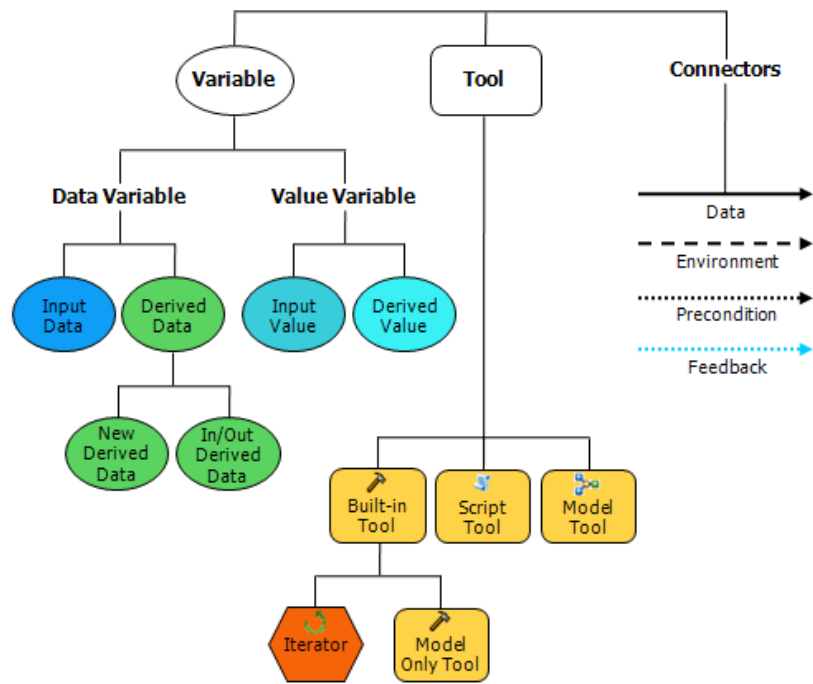 Variable
Tool
Connectors
Data Variable
Value Variable
Data
Environment
Precondition
Feedback
Input
Data
Derived
Data
Input
Value
Derived
Value
New
Derived
Data
In/Out
Derived
Data
Built-in
Tool
Script
Tool
Model
Tool
Iterator
Model
Only Tool